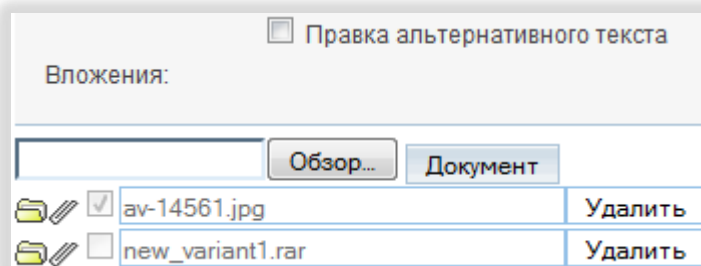 Правка альтернативного текста
Вложения:
Обзор... Документ
av-14561.jpg Удалить
new_variant1.rar Удалить